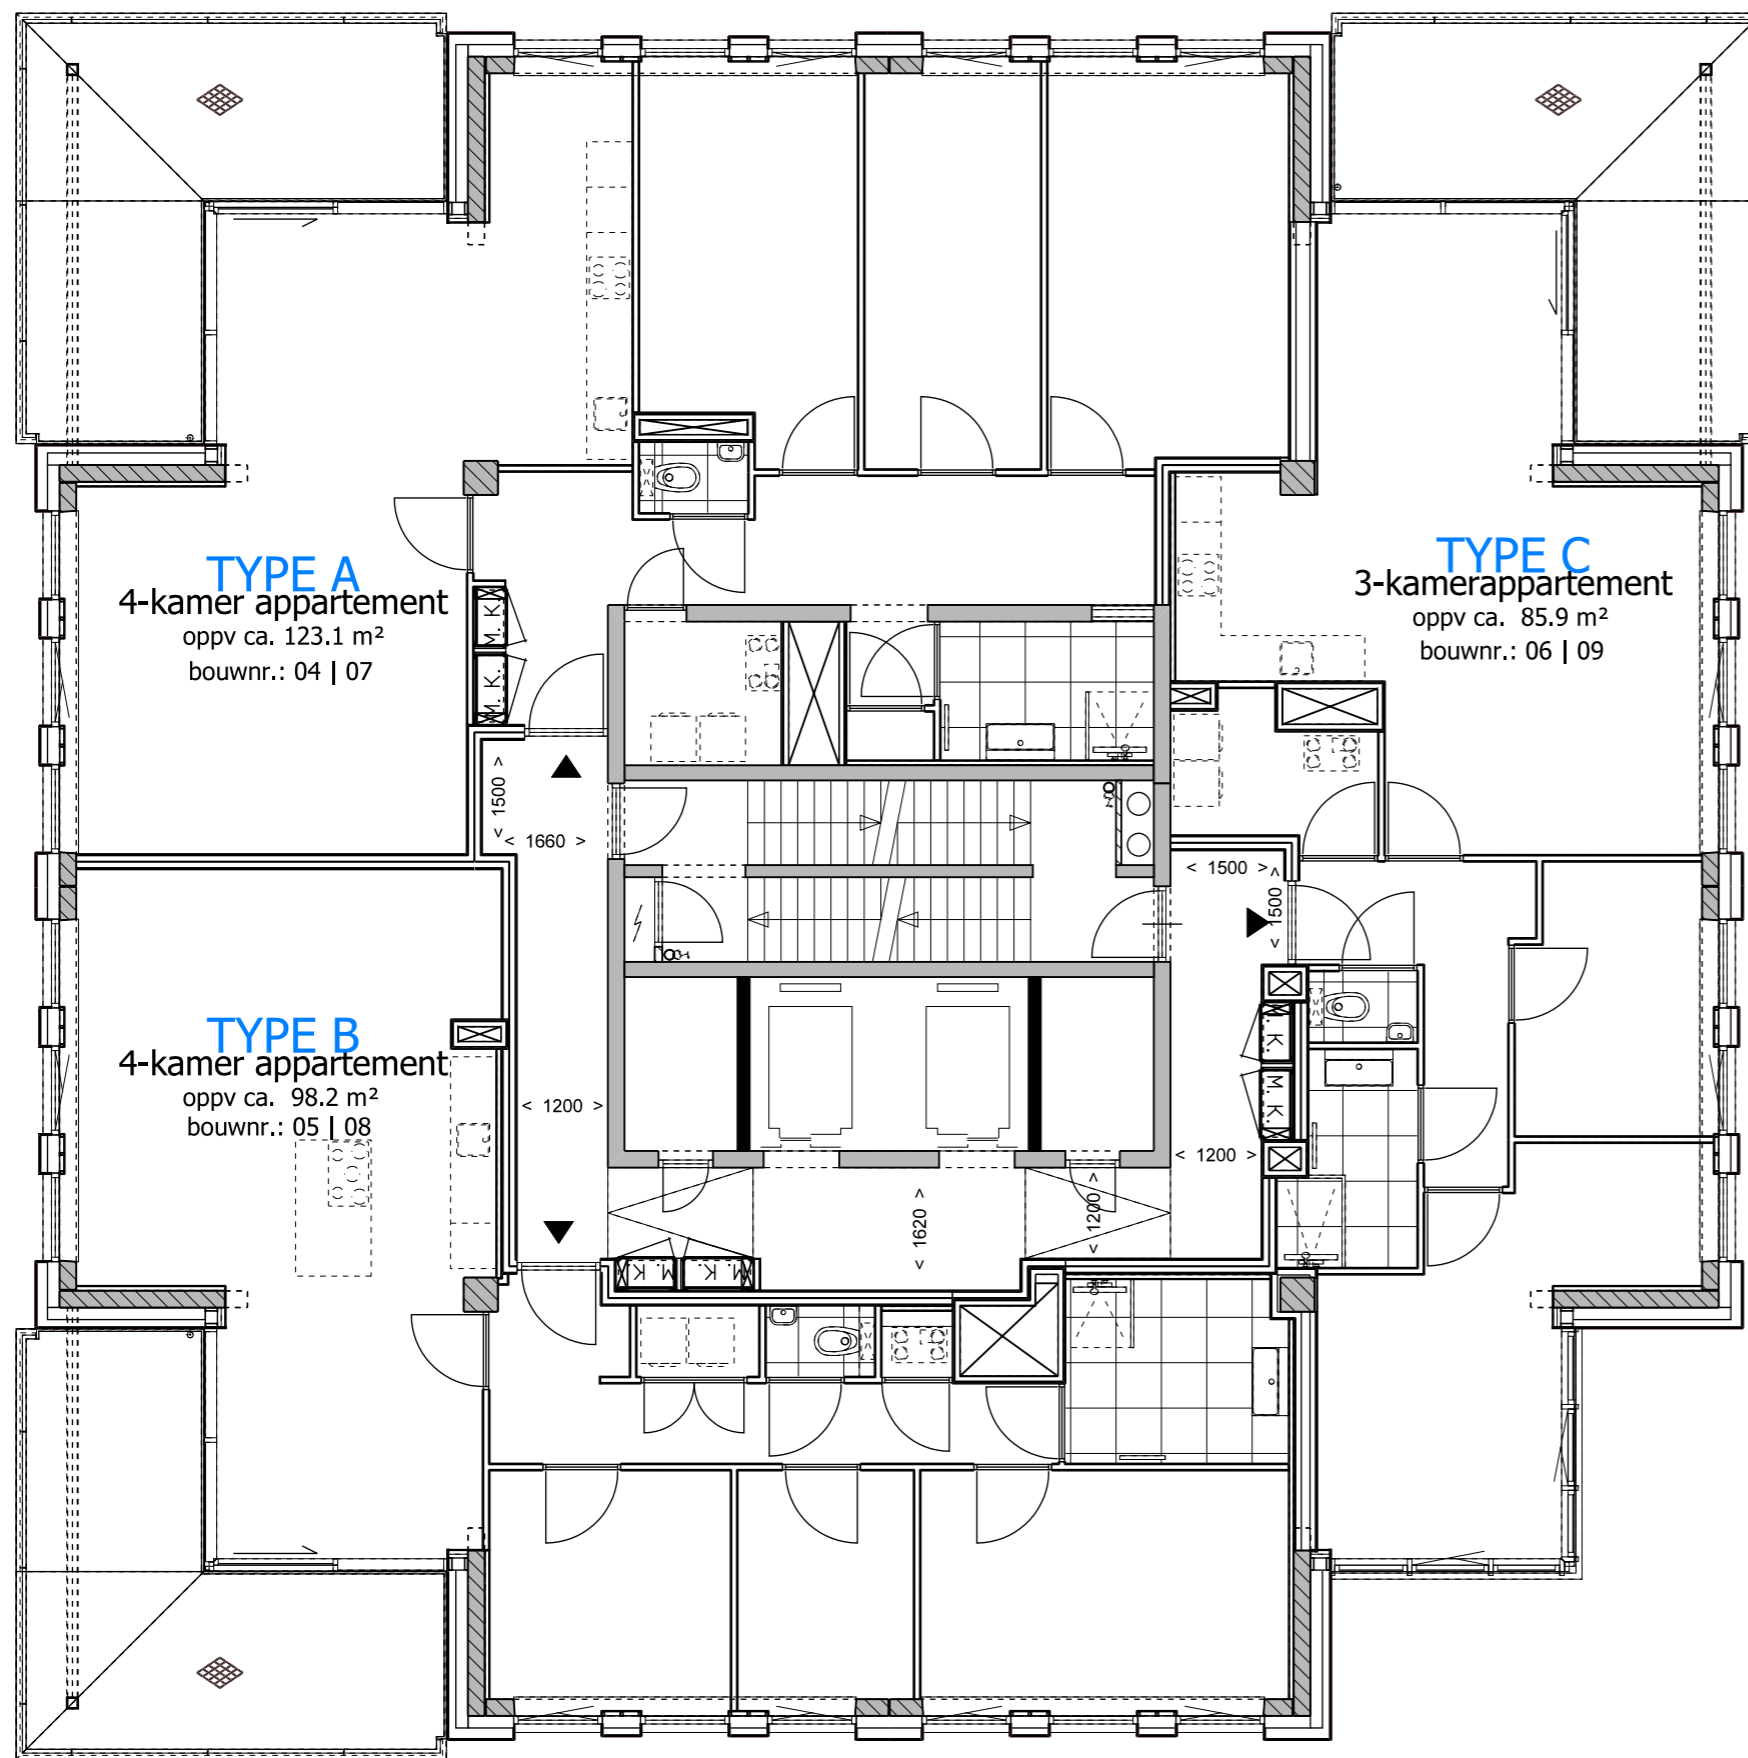 TYPE A
4-kamer appartement
oppv ca. 123.1 m²
bouwnr.: 04 | 07
TYPE C
3-kamerappartement
oppv ca. 85.9 m²
bouwnr.: 06 | 09
M. K.
M. K.
< 1500 >
< 1660 >
< 1500 >
< 1500 >
TYPE B
4-kamer appartement
oppv ca. 98.2 m²
bouwnr.: 05 | 08
M. K.
M. K.
< 1200 >
< 1200 >
< 1620 >
< 1200 >
M. K.
M. K.